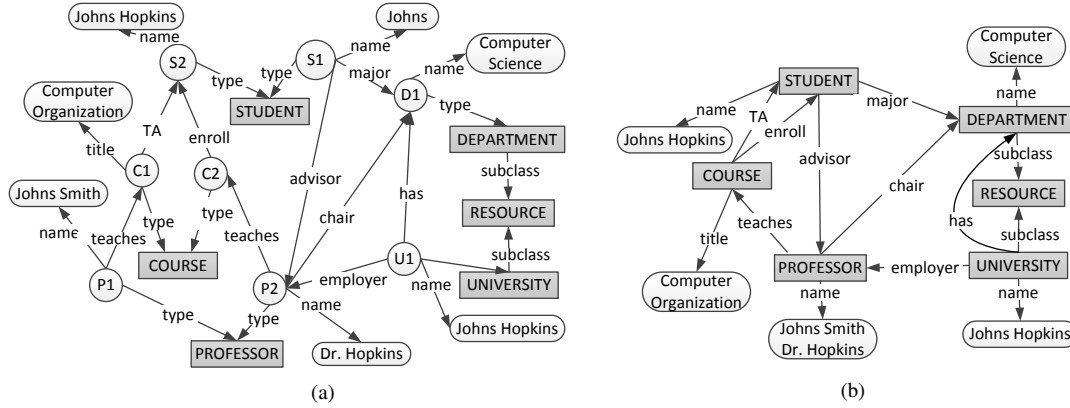 Johns Hopkins
name
S2
type
type
S1
name
Johns
major
name
Computer
Science
D1
type
STUDENT
Computer
Organization
title
TA
enroll
DEPARTMENT
subclass
C1
C2
advisor
has
RESOURCE
Johns Smith
name
teaches
type
type
teaches
chair
subclass
COURSE
U1
P1
P2
employer
name
UNIVERSITY
type
type
name
PROFESSOR
Dr. Hopkins
Johns Hopkins
(a)
Computer
Science
name
STUDENT
major
DEPARTMENT
name
TA
enroll
Johns Hopkins
advisor
subclass
COURSE
chair
RESOURCE
teaches
has
subclass
title
PROFESSOR
employer
UNIVERSITY
Computer
Organization
name
name
Johns Smith
Dr. Hopkins
Johns Hopkins
(b)